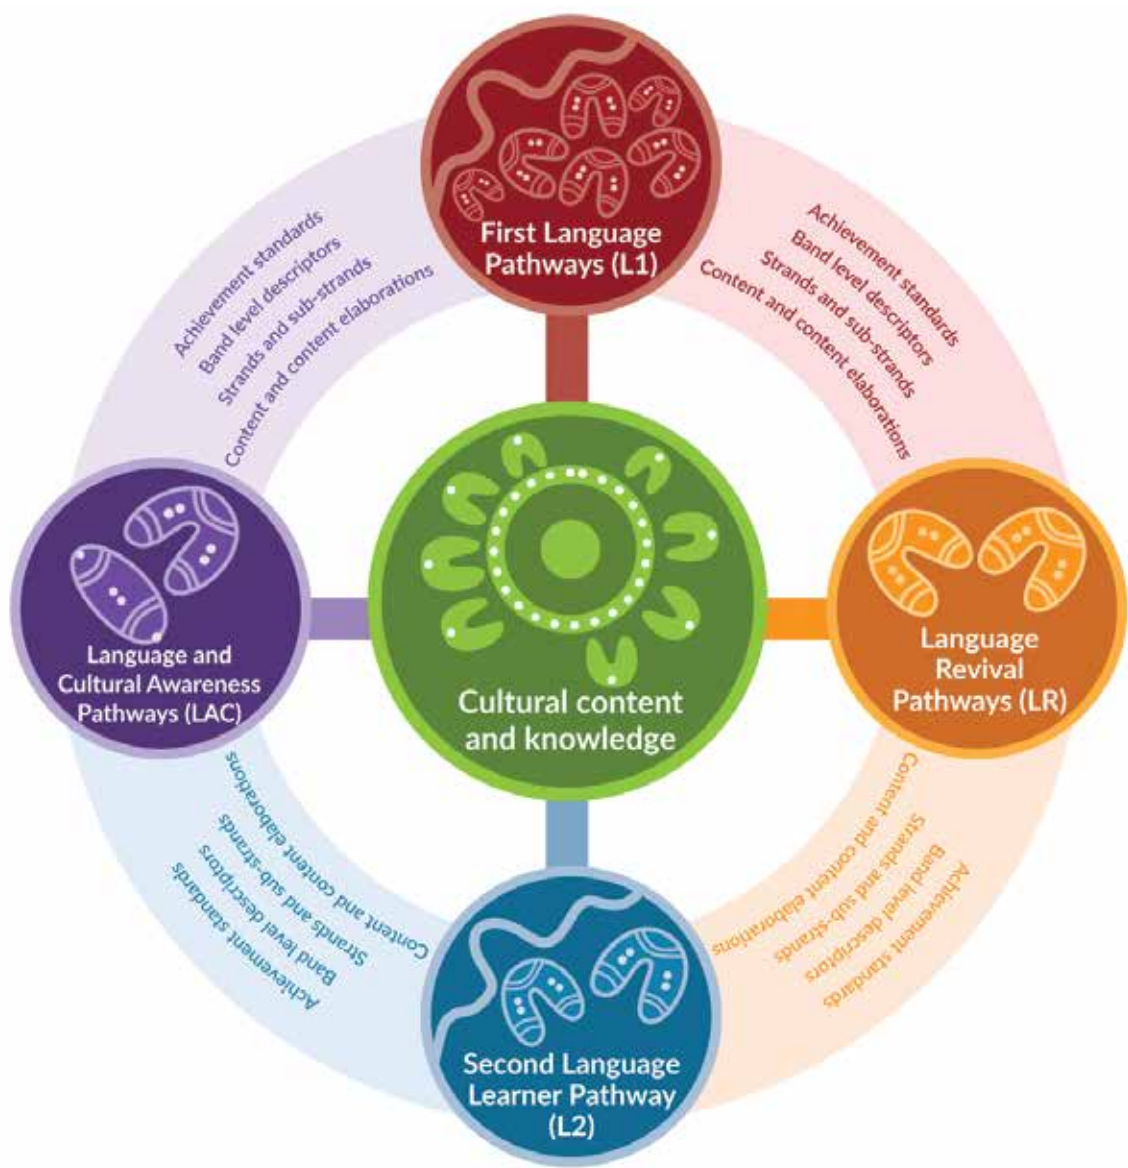 First Language
Pathways (L1)
Achievement standards
Band level descriptors
Strands and sub-strands
Content and content elaborations
Achievement standards
Band level descriptors
Strands and sub-strands
Content and content elaborations
Language and
Cultural Awareness
Pathways (LAC)
Cultural content
and knowledge
Language
Revival
Pathways (LR)
Content and content elaborations
Strands and sub-strands
Band level descriptors
Achievement standards
Content and content elaborations
Strands and sub-strands
Band level descriptors
Achievement standards
Second Language
Learner Pathway
(L2)